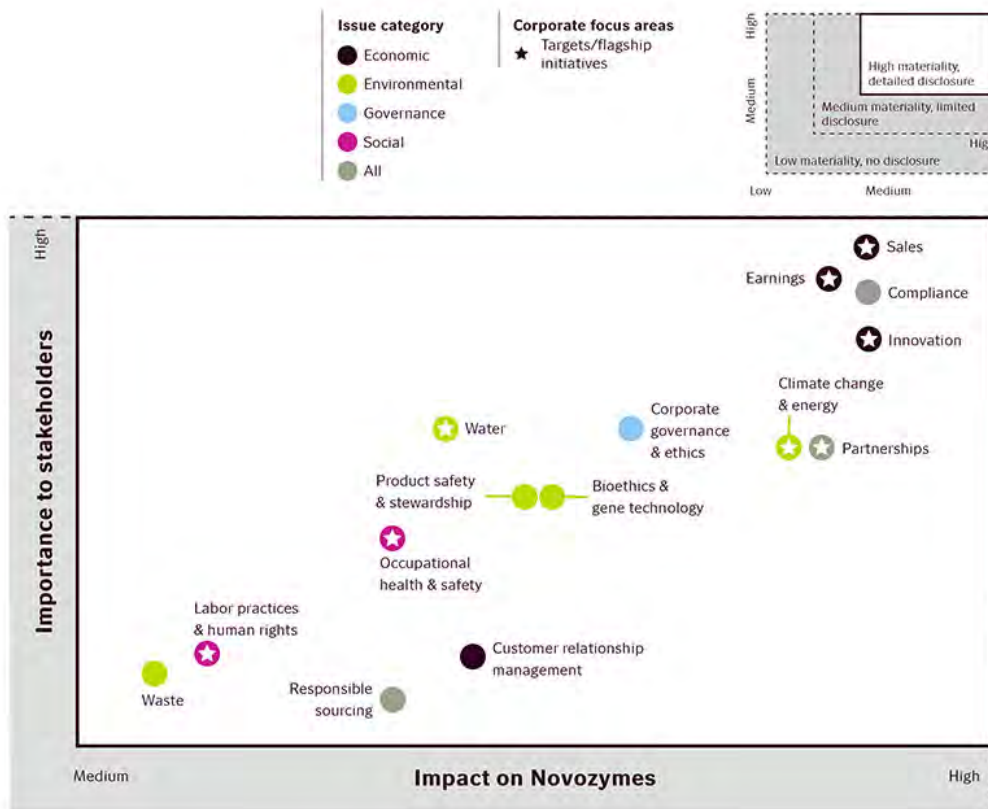 Issue category
Economic
Environmental
Governance
Social
All
Corporate focus areas
Targets/flagship
initiatives
High
Medium
Low
Medium
High materiality,
detailed disclosure
Medium materiality, limited
disclosure
High
Low materiality, no disclosure
High
Importance to stakeholders
Sales
Earnings
Compliance
Innovation
Climate change
& energy
Partnerships
Corporate
governance
& ethics
Water
Product safety
& stewardship
Bioethics &
gene technology
Occupational
health & safety
Labor practices
& human rights
Customer relationship
management
Waste
Responsible
sourcing
Medium
Impact on Novozymes
High